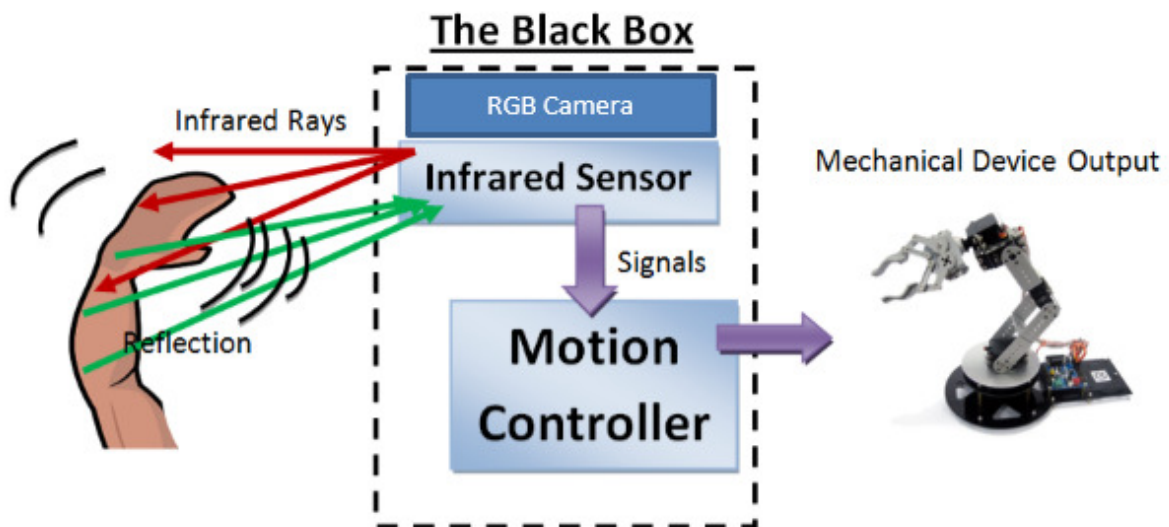 The Black Box
RGB Camera
Infrared Rays
Infrared Sensor
Mechanical Device Output
Signals
Reflection
Motion
Controller